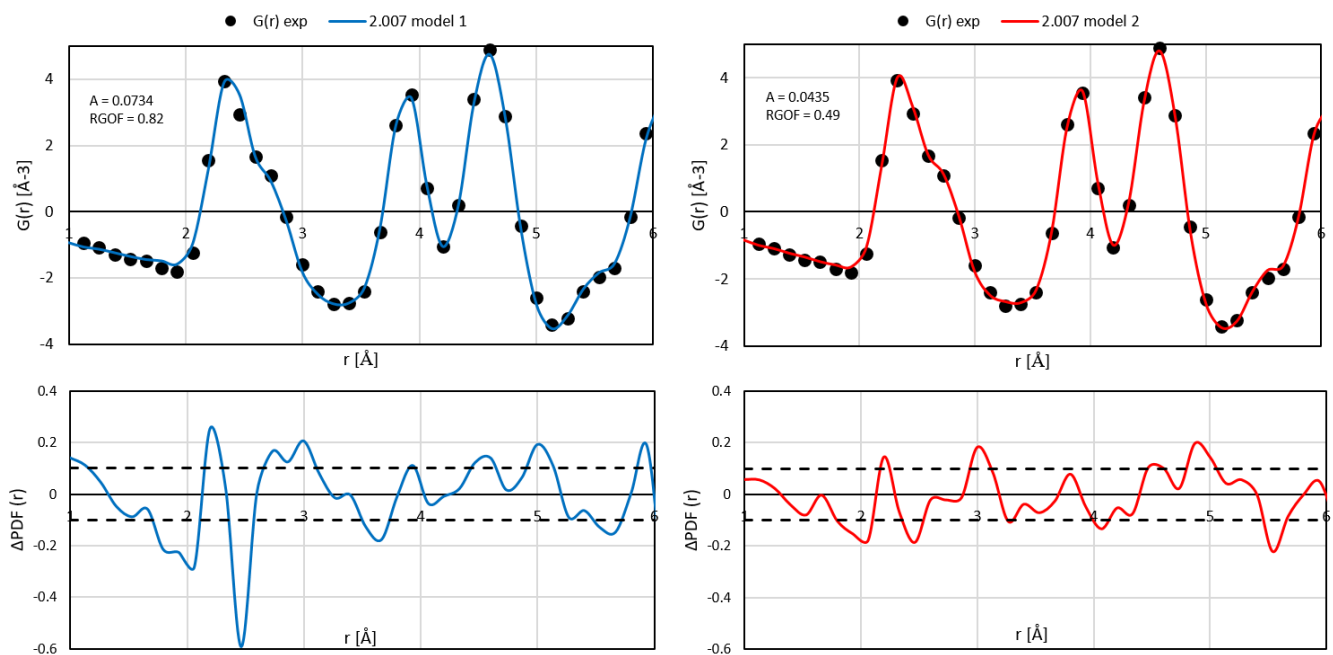 G(r) exp 2.007 model 1
G(r) [Å-3]
4
2
0
-2
-4
A = 0.0734
RGOF = 0.82
1 2 3 4 5 6
r [Å]
G(r) exp 2.007 model 2
G(r) [Å-3]
4
2
0
-2
-4
A = 0.0435
RGOF = 0.49
1 2 3 4 5 6
r [Å]
ΔPDF (r)
0.4
0.2
0
-0.2
-0.4
-0.6
1 2 3 4 5 6
r [Å]
ΔPDF (r)
0.4
0.2
0
-0.2
-0.4
-0.6
1 2 3 4 5 6
r [Å]